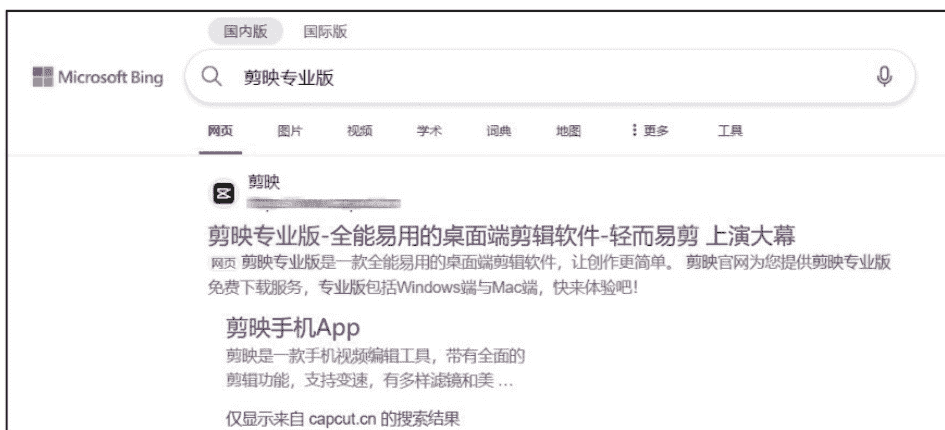 国内版 国际版
Microsoft Bing 剪映专业版
网页 图片 视频 学术 词典 地图 更多 工具
剪映
剪映专业版-全能易用的桌面端剪辑软件-轻而易剪 上演大幕
网页 剪映专业版是一款全能易用的桌面端剪辑软件，让创作更简单。 剪映官网为您提供剪映专业版
免费下载服务，专业版包括Windows端与Mac端，快来体验吧！
剪映手机App
剪映是一款手机视频编辑工具，带有全面的
剪辑功能，支持变速，有多样滤镜和美 ...
仅显示来自 capcut.cn 的搜索结果